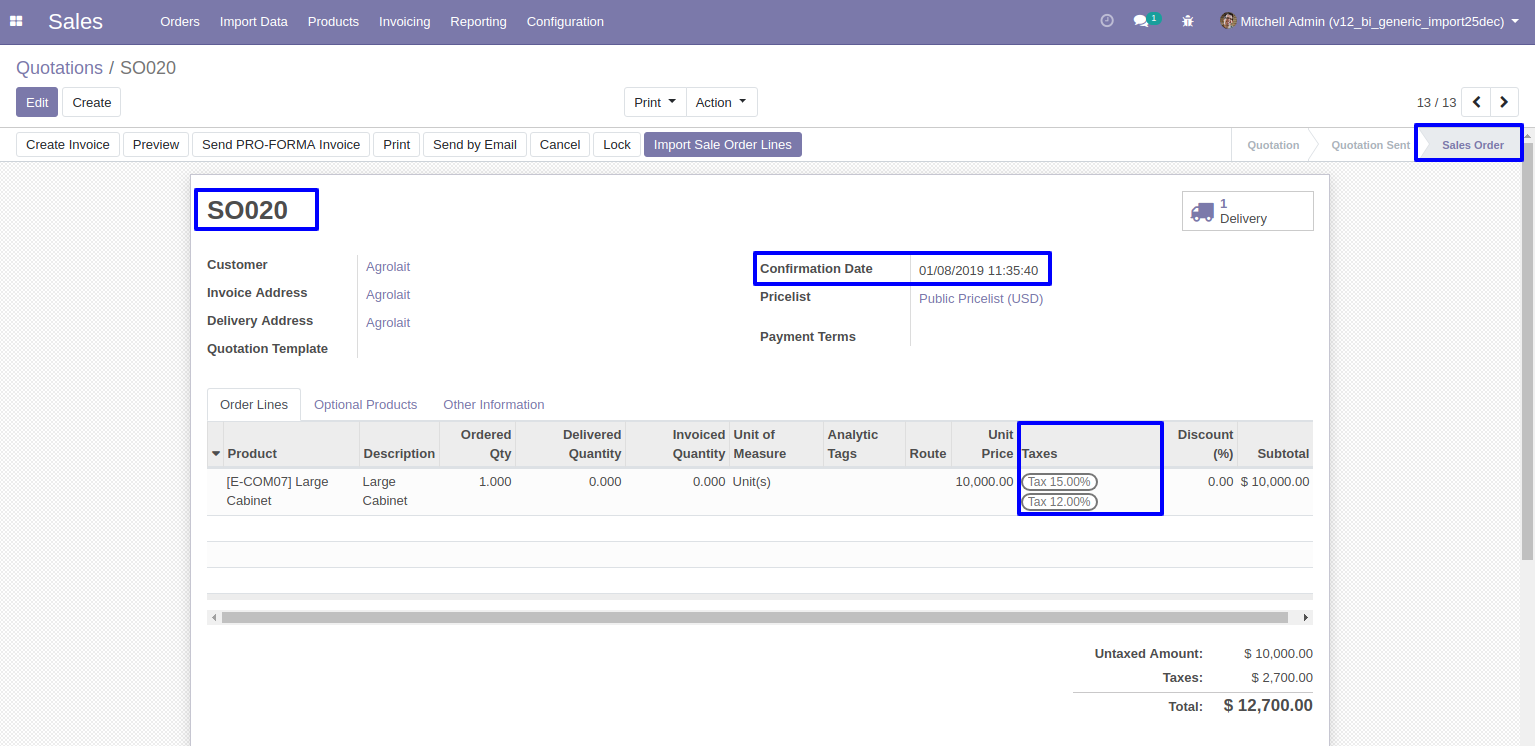 Sales Orders Import Data Products Invoicing Reporting Configuration 1 Mitchell Admin (v12_bi_generic_import25dec)
Quotations / SO020
Edit Create Print Action 13 / 13
Create Invoice Preview Send PRO-FORMA Invoice Print Send by Email Cancel Lock Import Sale Order Lines Quotation Quotation Sent Sales Order
SO020
1
Delivery
Customer Agrolait
Invoice Address Agrolait
Delivery Address Agrolait
Quotation Template
Confirmation Date 01/08/2019 11:35:40
Pricelist Public Pricelist (USD)
Payment Terms
Order Lines Optional Products Other Information
Ordered Delivered Invoiced Unit of Analytic Unit Discount
Product Description Qty Quantity Quantity Measure Tags Route Price Taxes (%) Subtotal
[E-COM07] Large Large 1.000 0.000 0.000 Unit(s) 10,000.00 Tax 15.00% 0.00 $ 10,000.00
Cabinet Cabinet Tax 12.00%
Untaxed Amount: $ 10,000.00
Taxes: $ 2,700.00
Total: $ 12,700.00